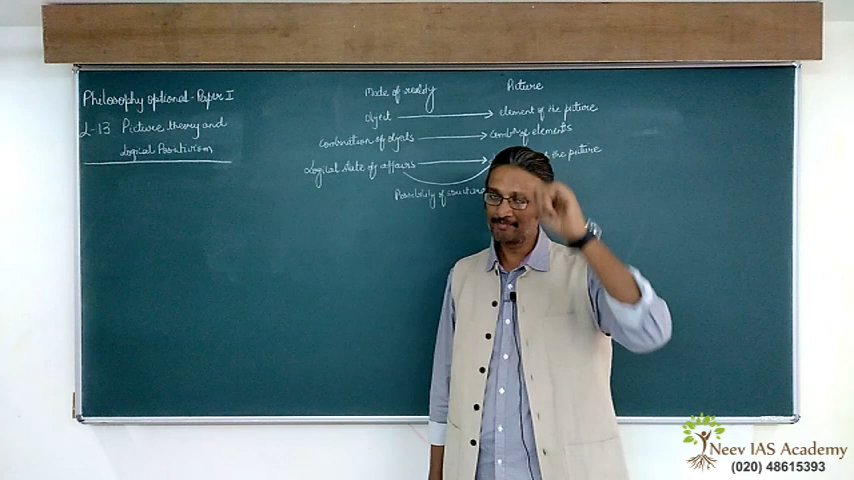 Philosophy optional - Paper I
L-13 Picture theory and
Logical Positivism
Mode of reality
Picture
Object
element of the picture
Combination of objects
Combn of elements
Logical state of affairs
the picture
Possibility of structure
Neev IAS Academy
(020) 48615393